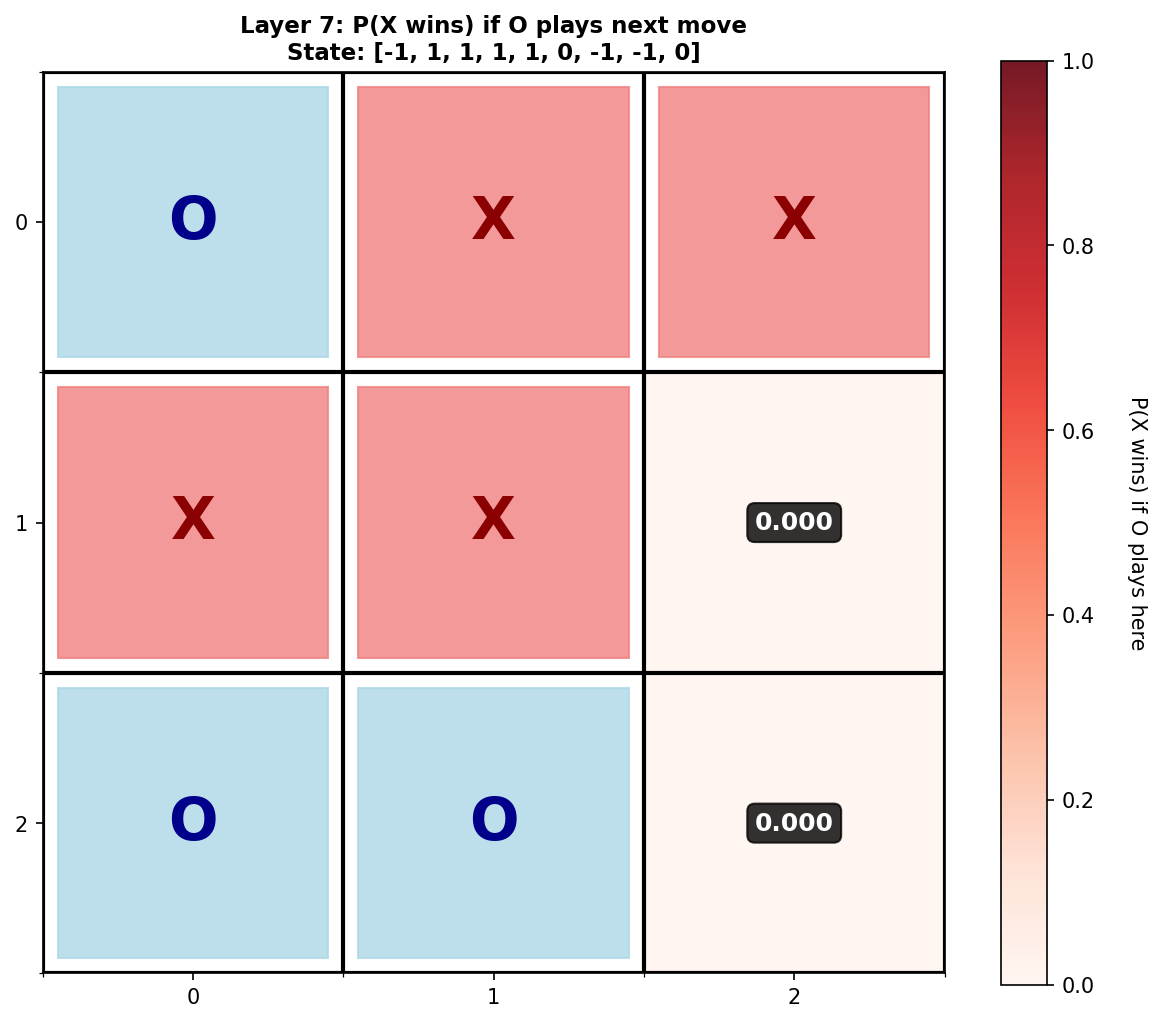 Layer 7: P(X wins) if O plays next move
State: [-1, 1, 1, 1, 1, 0, -1, -1, 0]
0
O
X
X
1
X
X
0.000
2
O
O
0.000
0
1
2
1.0
0.8
0.6
0.4
0.2
0.0
P(X wins) if O plays here